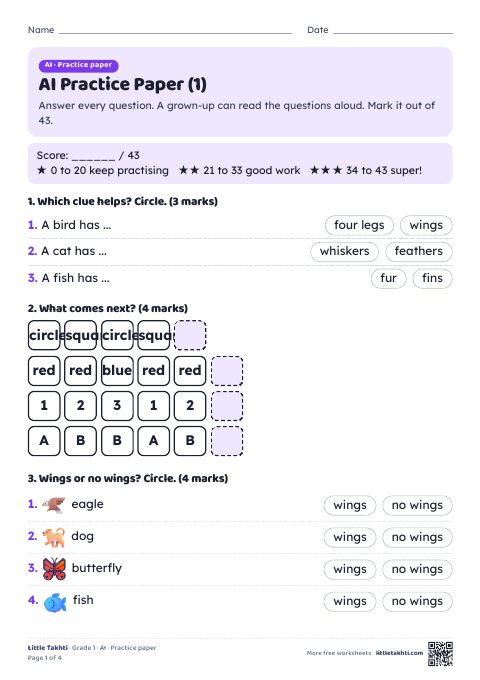 Name
Date
AI · Practice paper
AI Practice Paper (1)
Answer every question. A grown-up can read the questions aloud. Mark it out of
43.
Score: ______ / 43
★ 0 to 20 keep practising ★★ 21 to 33 good work ★★★ 34 to 43 super!
1. Which clue helps? Circle. (3 marks)
1. A bird has ... four legs wings
2. A cat has ... whiskers feathers
3. A fish has ... fur fins
2. What comes next? (4 marks)
circle squa circle squa
red red blue red red
1 2 3 1 2
A B B A B
3. Wings or no wings? Circle. (4 marks)
1. eagle wings no wings
2. dog wings no wings
3. butterfly wings no wings
4. fish wings no wings
Little Takhti · Grade 1 · AI · Practice paper
Page 1 of 4
More free worksheets littletakhti.com